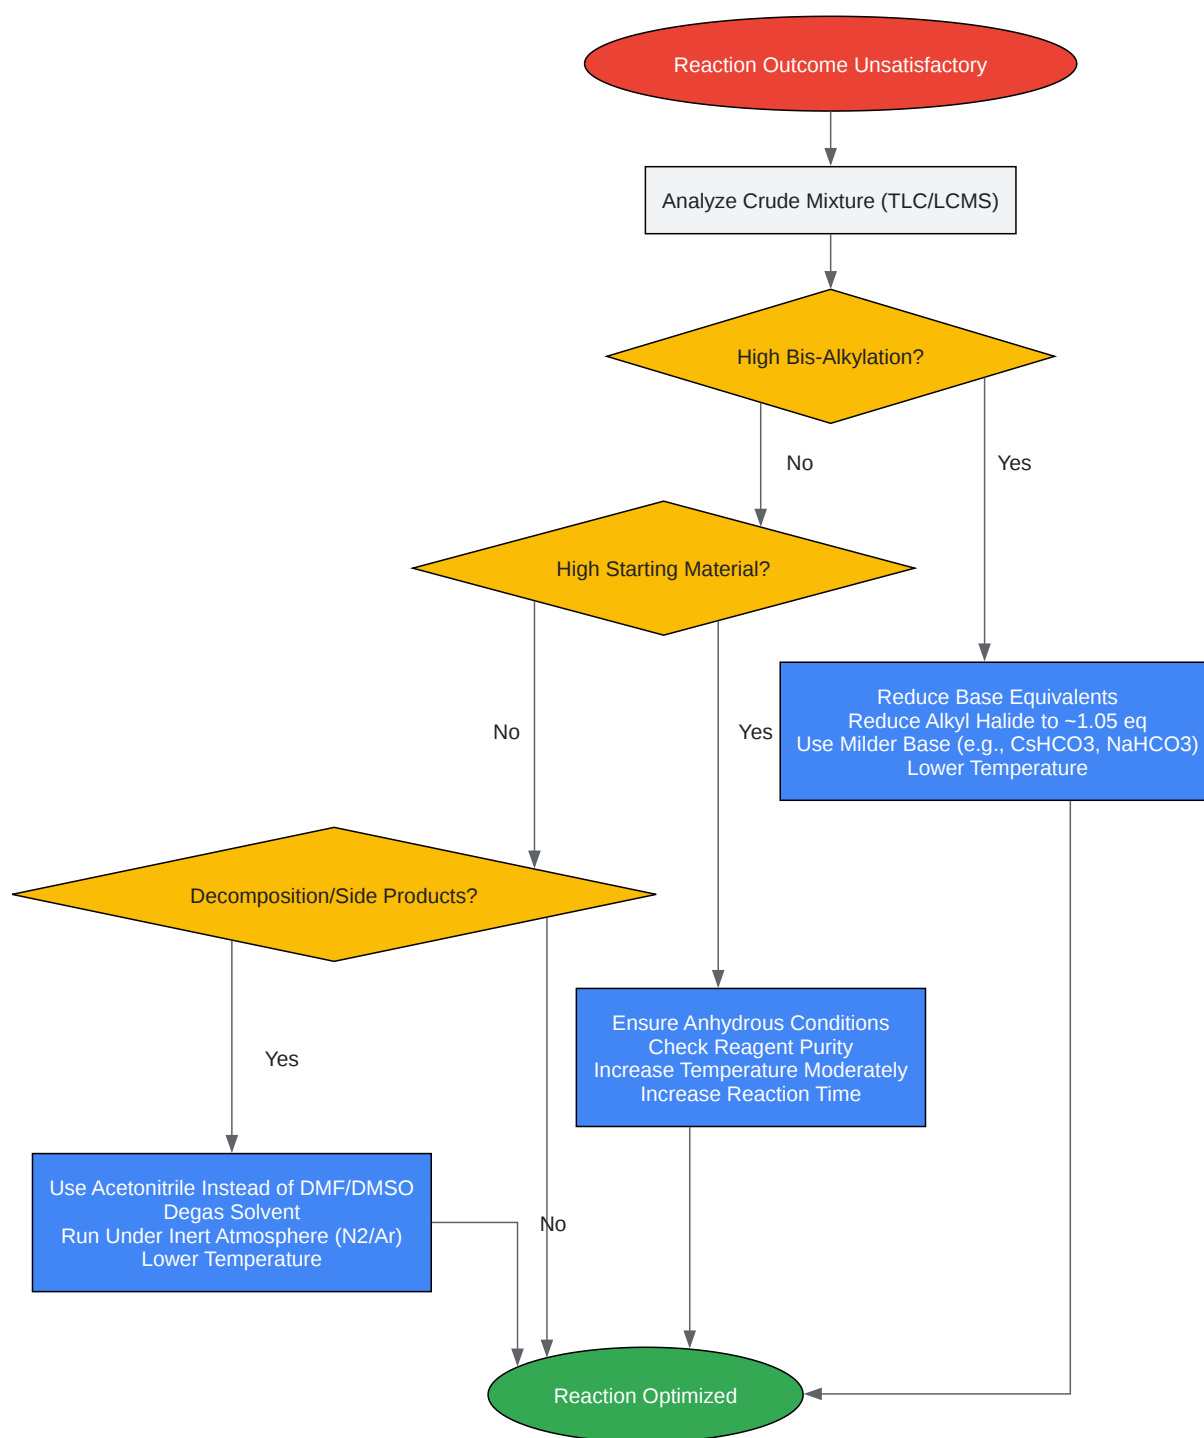 Reaction Outcome Unsatisfactory
Analyze Crude Mixture (TLC/LCMS)
High Bis-Alkylation?
No
Yes
High Starting Material?
No
Yes
Reduce Base Equivalents
Reduce Alkyl Halide to ~1.05 eq
Use Milder Base (e.g., CsHCO3, NaHCO3)
Lower Temperature
Decomposition/Side Products?
Yes
No
Ensure Anhydrous Conditions
Check Reagent Purity
Increase Temperature Moderately
Increase Reaction Time
Use Acetonitrile Instead of DMF/DMSO
Degas Solvent
Run Under Inert Atmosphere (N2/Ar)
Lower Temperature
Reaction Optimized